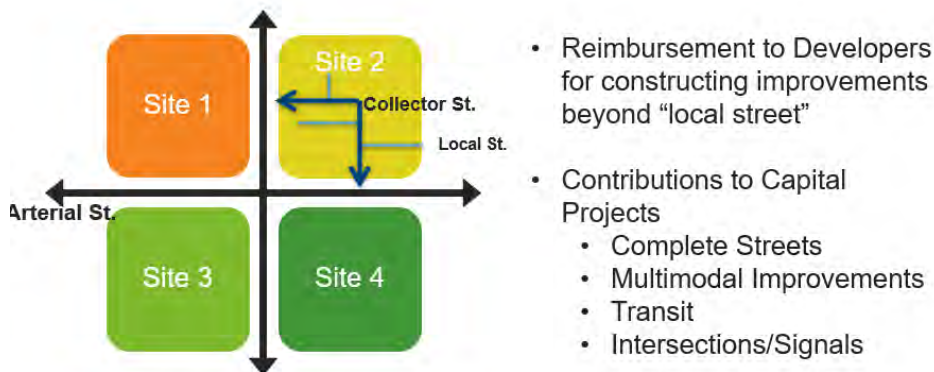 Site 1
Site 2
Collector St.
Local St.
Arterial St.
Site 3
Site 4
• Reimbursement to Developers
for constructing improvements
beyond “local street”
• Contributions to Capital
Projects
• Complete Streets
• Multimodal Improvements
• Transit
• Intersections/Signals